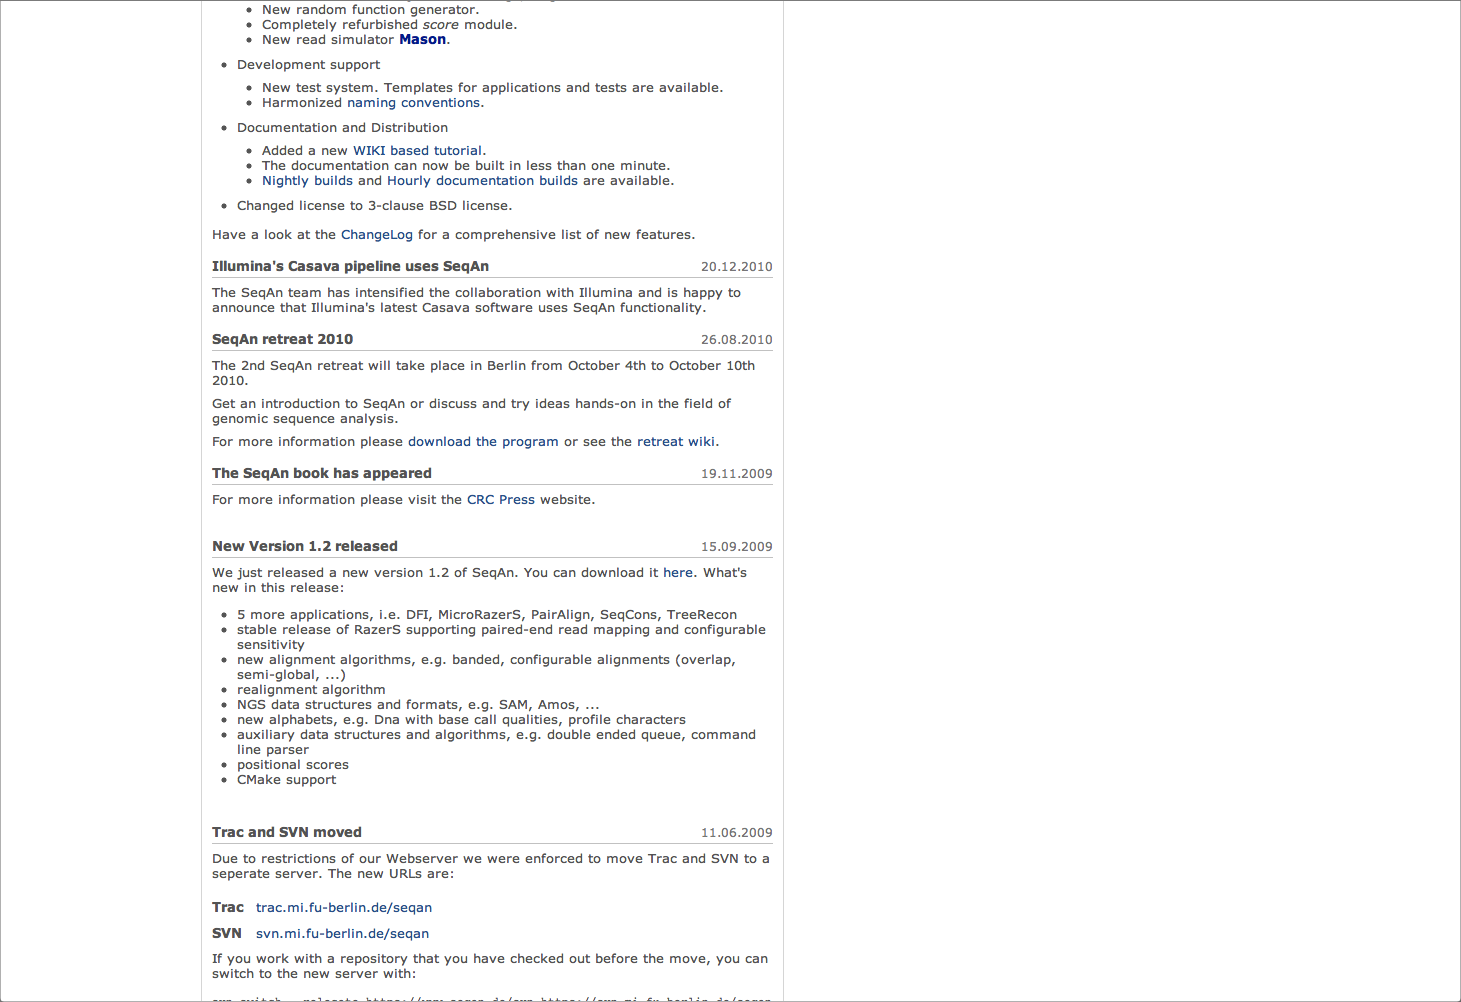 New random function generator.
Completely refurbished score module.
New read simulator Mason.
Development support
New test system. Templates for applications and tests are available.
Harmonized naming conventions.
Documentation and Distribution
Added a new WIKI based tutorial.
The documentation can now be built in less than one minute.
Nightly builds and Hourly documentation builds are available.
Changed license to 3-clause BSD license.
Have a look at the ChangeLog for a comprehensive list of new features.
Illumina's Casava pipeline uses SeqAn 20.12.2010
The SeqAn team has intensified the collaboration with Illumina and is happy to
announce that Illumina's latest Casava software uses SeqAn functionality.
SeqAn retreat 2010 26.08.2010
The 2nd SeqAn retreat will take place in Berlin from October 4th to October 10th
2010.
Get an introduction to SeqAn or discuss and try ideas hands-on in the field of
genomic sequence analysis.
For more information please download the program or see the retreat wiki.
The SeqAn book has appeared 19.11.2009
For more information please visit the CRC Press website.
New Version 1.2 released 15.09.2009
We just released a new version 1.2 of SeqAn. You can download it here. What's
new in this release:
5 more applications, i.e. DFI, MicroRazerS, PairAlign, SeqCons, TreeRecon
stable release of RazerS supporting paired-end read mapping and configurable
sensitivity
new alignment algorithms, e.g. banded, configurable alignments (overlap,
semi-global, ...)
realignment algorithm
NGS data structures and formats, e.g. SAM, Amos, ...
new alphabets, e.g. Dna with base call qualities, profile characters
auxiliary data structures and algorithms, e.g. double ended queue, command
line parser
positional scores
CMake support
Trac and SVN moved 11.06.2009
Due to restrictions of our Webserver we were enforced to move Trac and SVN to a
seperate server. The new URLs are:
Trac trac.mi.fu-berlin.de/seqan
SVN svn.mi.fu-berlin.de/seqan
If you work with a repository that you have checked out before the move, you can
switch to the new server with: